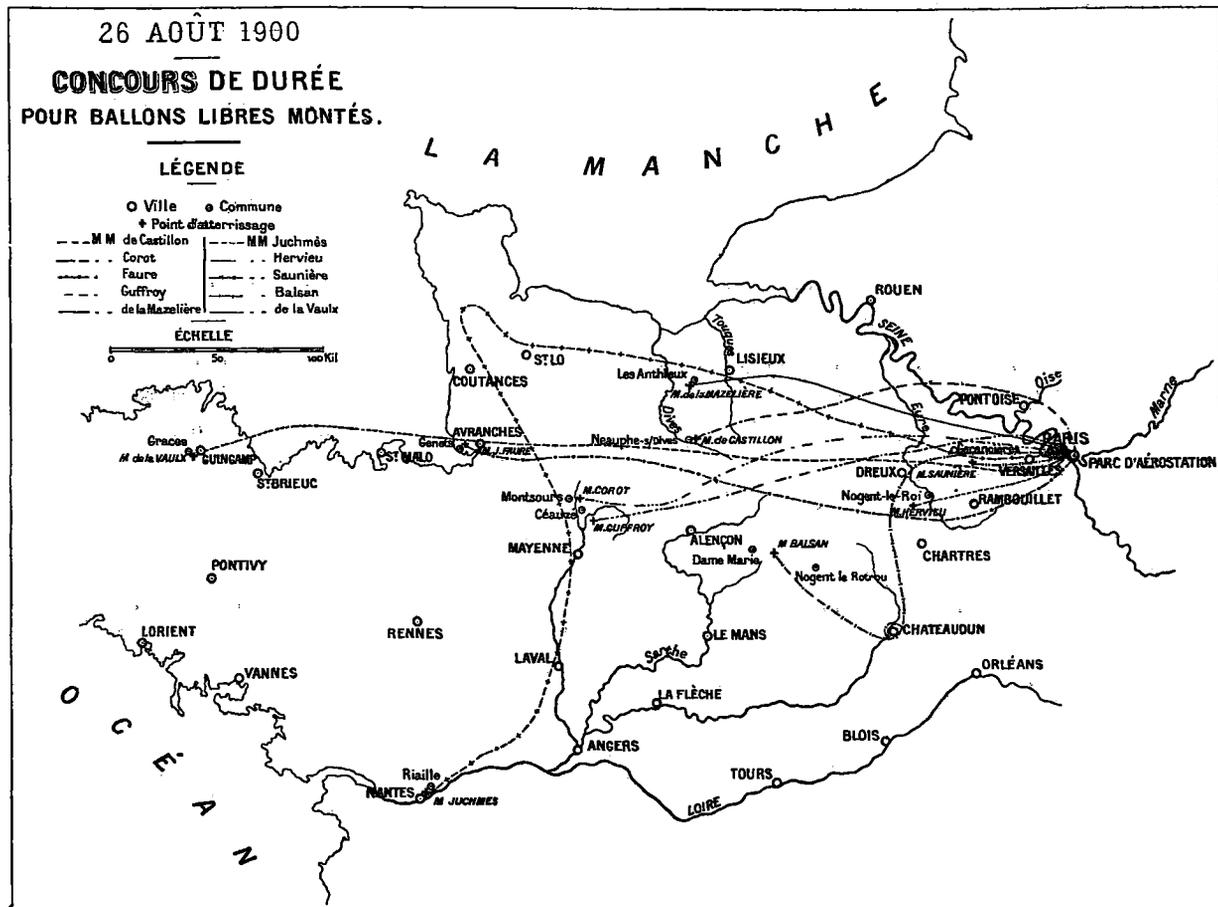 26 AOÛT 1900
CONCOURS DE DURÉE
POUR BALLONS LIBRES MONTÉS.
LÉGENDE
Ville
Commune
Point d'atterrissage
MM de Castillon
MM Juchmès
Corot
Hervieu
Faure
Saunière
Guffroy
Balsan
de la Mazelière
de la Vaulx
ÉCHELLE
0 50 100 Kil
LA MANCHE
ROUEN
SEINE
Touques
ST LO
LISIEUX
Les Anthieux
COUTANCES
M. de la MAZELIÈRE
Oise
PONTOISE
Marne
Eure
Dives
AVRANCHES
Neauphe-s/Dives
M. de CASTILLON
PARIS
Graces
Genets
M. J. FAURE
M. de la VAULX
GUINGAMP
ST MALO
VERSAILLES
PARC D'AÉROSTATION
ST BRIEUC
DREUX
M. SAUNIÈRE
Montsours
M. COROT
Nogent-le-Roi
RAMBOUILLET
M. HERVIEU
Céauze
M. GUFFROY
ALENÇON
MAYENNE
Dame Marie
M BALSAN
CHARTRES
Nogent le Rotrou
PONTIVY
LORIENT
RENNES
LE MANS
CHATEAUDUN
Sarthe
LAVAL
ORLÉANS
VANNES
LA FLÈCHE
BLOIS
ANGERS
TOURS
Riaille
NANTES
M JUCHMES
LOIRE
OCÉAN